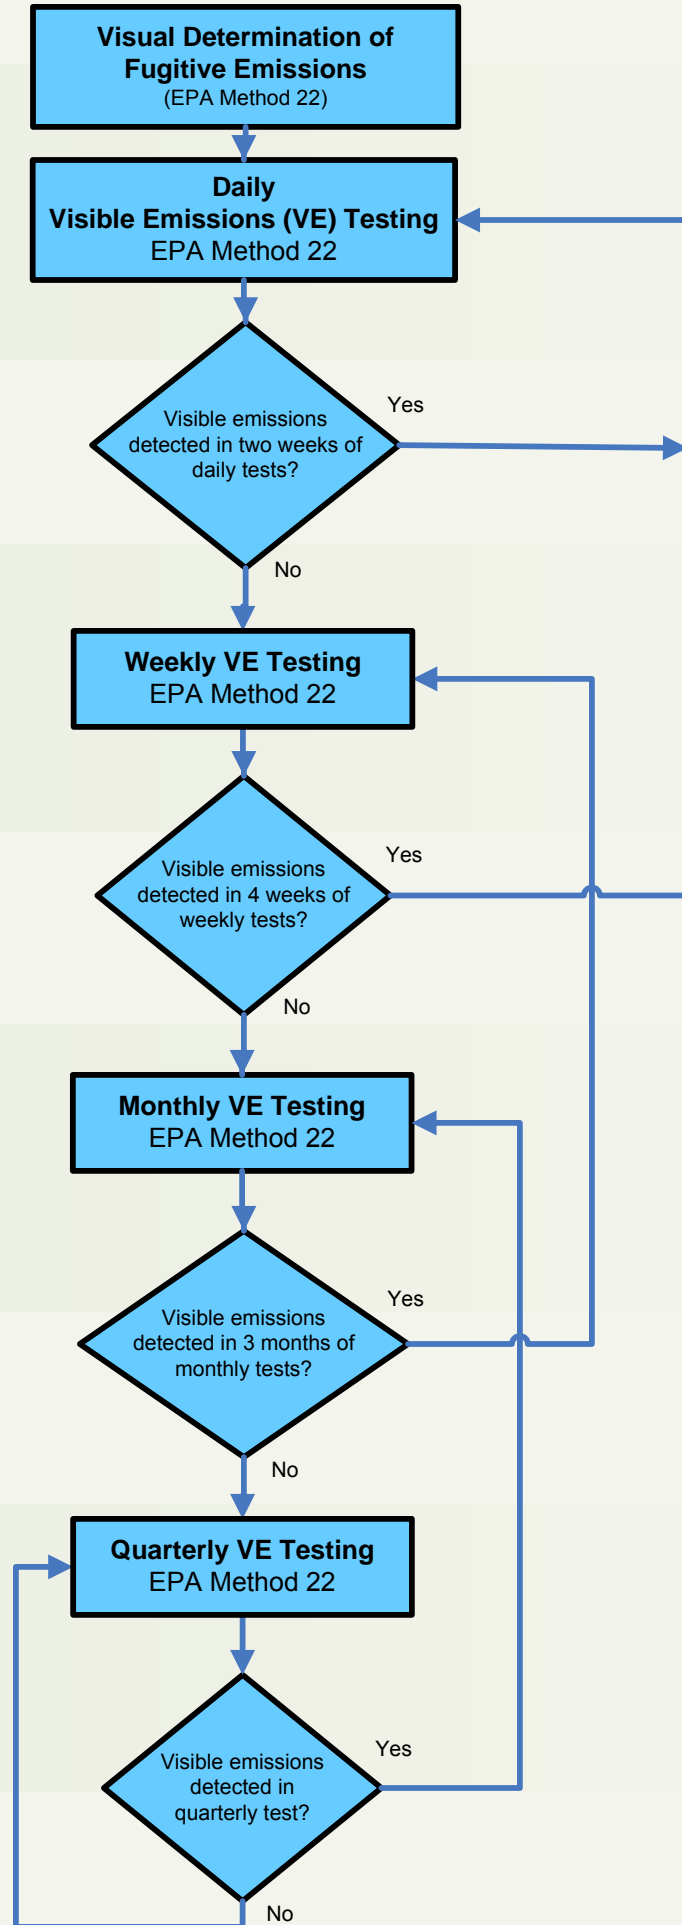 Visual Determination of
Fugitive Emissions
(EPA Method 22)
Daily
Visible Emissions (VE) Testing
EPA Method 22
Visible emissions
detected in two weeks of
daily tests?
Yes
No
Weekly VE Testing
EPA Method 22
Visible emissions
detected in 4 weeks of
weekly tests?
Yes
No
Monthly VE Testing
EPA Method 22
Visible emissions
detected in 3 months of
monthly tests?
Yes
No
Quarterly VE Testing
EPA Method 22
Visible emissions
detected in
quarterly test?
Yes
No